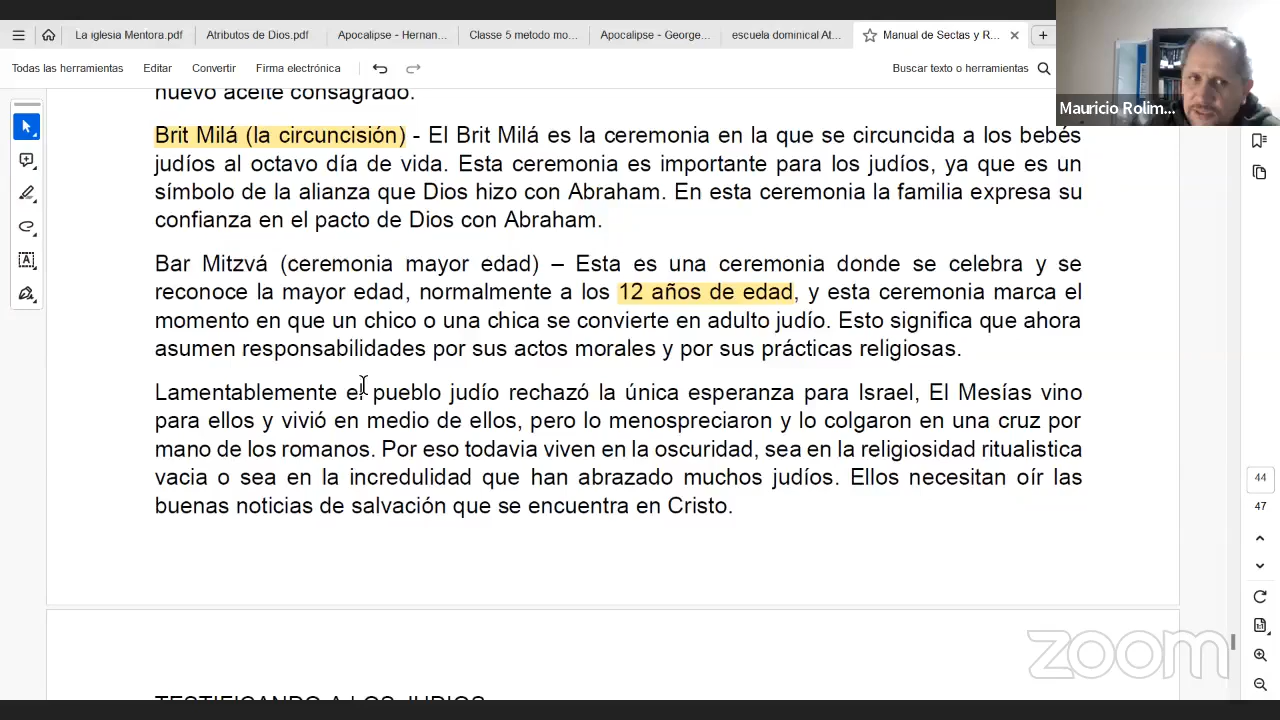 La iglesia Mentora.pdf
Atributos de Dios.pdf
Apocalipse - Hernan...
Classe 5 metodo mo...
Apocalipse - George...
escuela dominical At...
Manual de Sectas y R...
Todas las herramientas
Editar
Convertir
Firma electrónica
Buscar texto o herramientas
Mauricio Rolim...
nuevo aceite consagrado.
Brit Milá (la circuncisión) - El Brit Milá es la ceremonia en la que se circuncida a los bebés
judíos al octavo día de vida. Esta ceremonia es importante para los judíos, ya que es un
símbolo de la alianza que Dios hizo con Abraham. En esta ceremonia la familia expresa su
confianza en el pacto de Dios con Abraham.
Bar Mitzvá (ceremonia mayor edad) – Esta es una ceremonia donde se celebra y se
reconoce la mayor edad, normalmente a los 12 años de edad, y esta ceremonia marca el
momento en que un chico o una chica se convierte en adulto judío. Esto significa que ahora
asumen responsabilidades por sus actos morales y por sus prácticas religiosas.
Lamentablemente el pueblo judío rechazó la única esperanza para Israel, El Mesías vino
para ellos y vivió en medio de ellos, pero lo menospreciaron y lo colgaron en una cruz por
mano de los romanos. Por eso todavia viven en la oscuridad, sea en la religiosidad ritualistica
vacia o sea en la incredulidad que han abrazado muchos judíos. Ellos necesitan oír las
buenas noticias de salvación que se encuentra en Cristo.
44
47
zoom
TESTIFICANDO A LOS JUDIOS